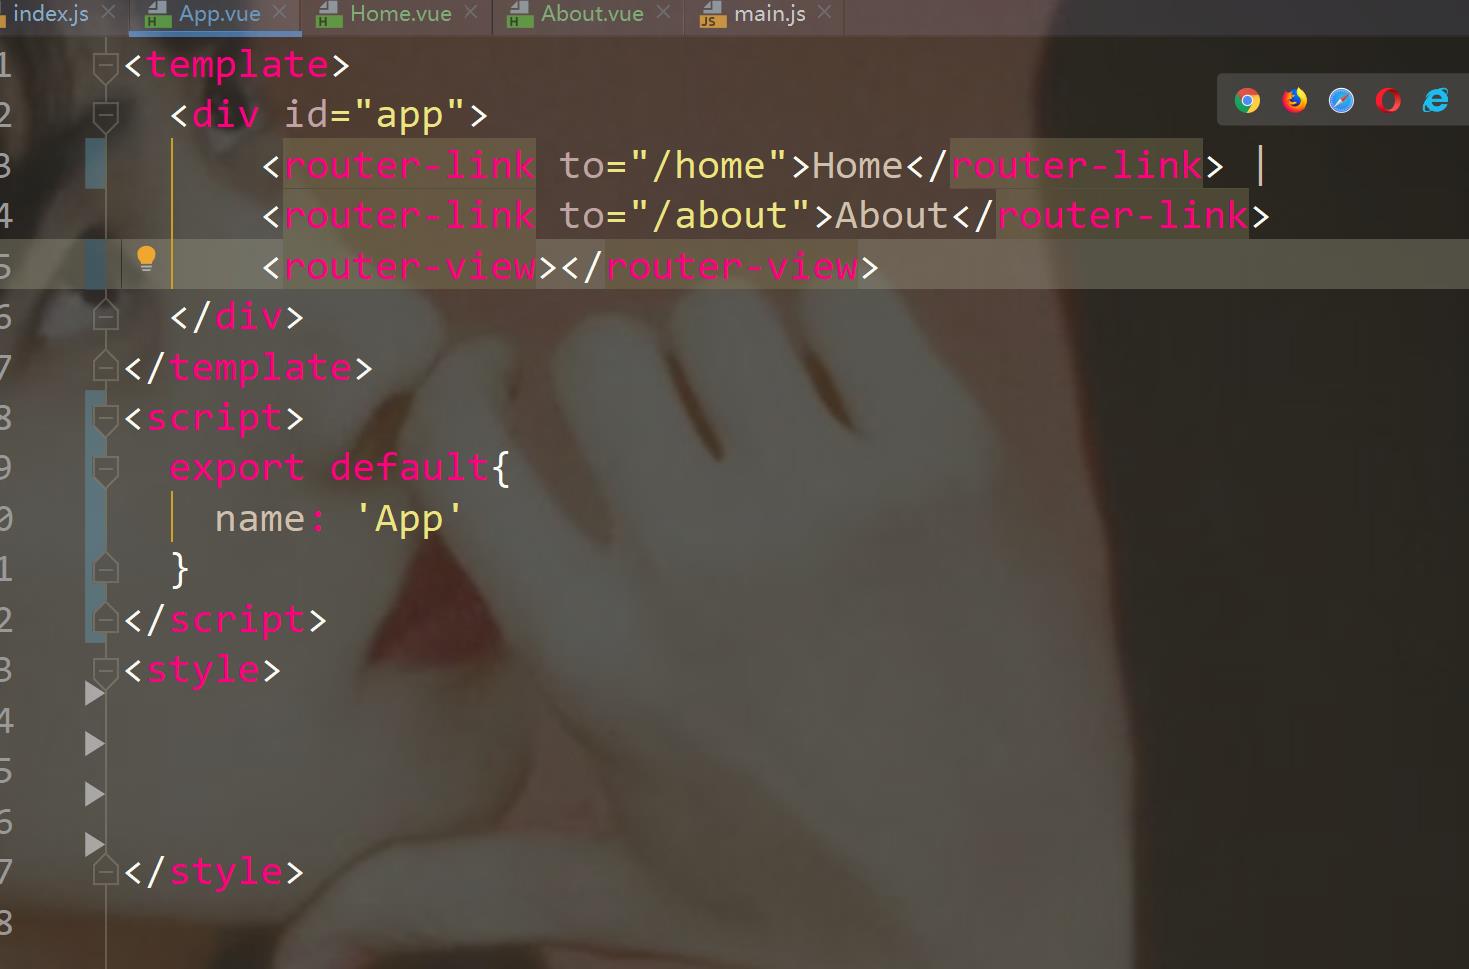 index.js App.vue Home.vue About.vue main.js
1 <template>
2 <div id="app">
3 <router-link to="/home">Home</router-link> |
4 <router-link to="/about">About</router-link>
5 <router-view></router-view>
6 </div>
7 </template>
8 <script>
9 export default{
0 name: 'App'
1 }
2 </script>
3 <style>
4
5
6
7 </style>
8